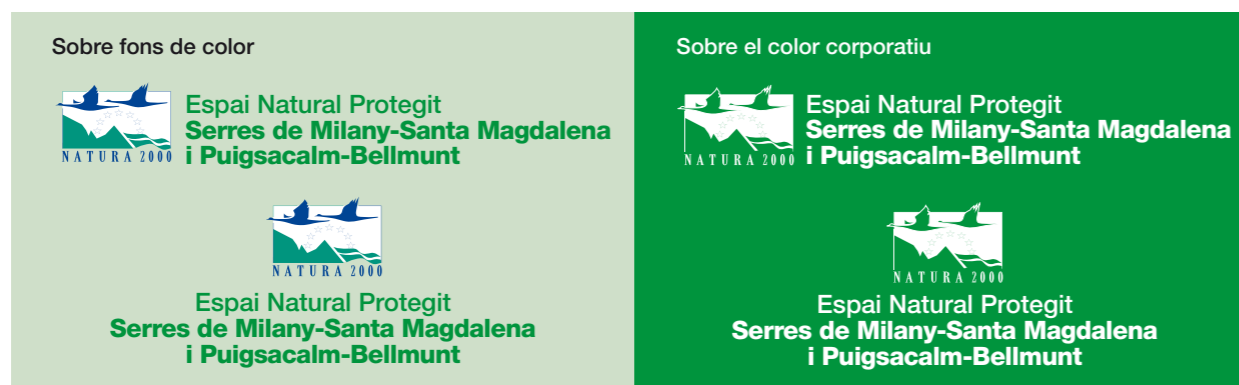 Sobre fons de color
NATURA 2000
Espai Natural Protegit
Serres de Milany-Santa Magdalena
i Puigsacalm-Bellmunt
NATURA 2000
Espai Natural Protegit
Serres de Milany-Santa Magdalena
i Puigsacalm-Bellmunt
Sobre el color corporatiu
NATURA 2000
Espai Natural Protegit
Serres de Milany-Santa Magdalena
i Puigsacalm-Bellmunt
NATURA 2000
Espai Natural Protegit
Serres de Milany-Santa Magdalena
i Puigsacalm-Bellmunt